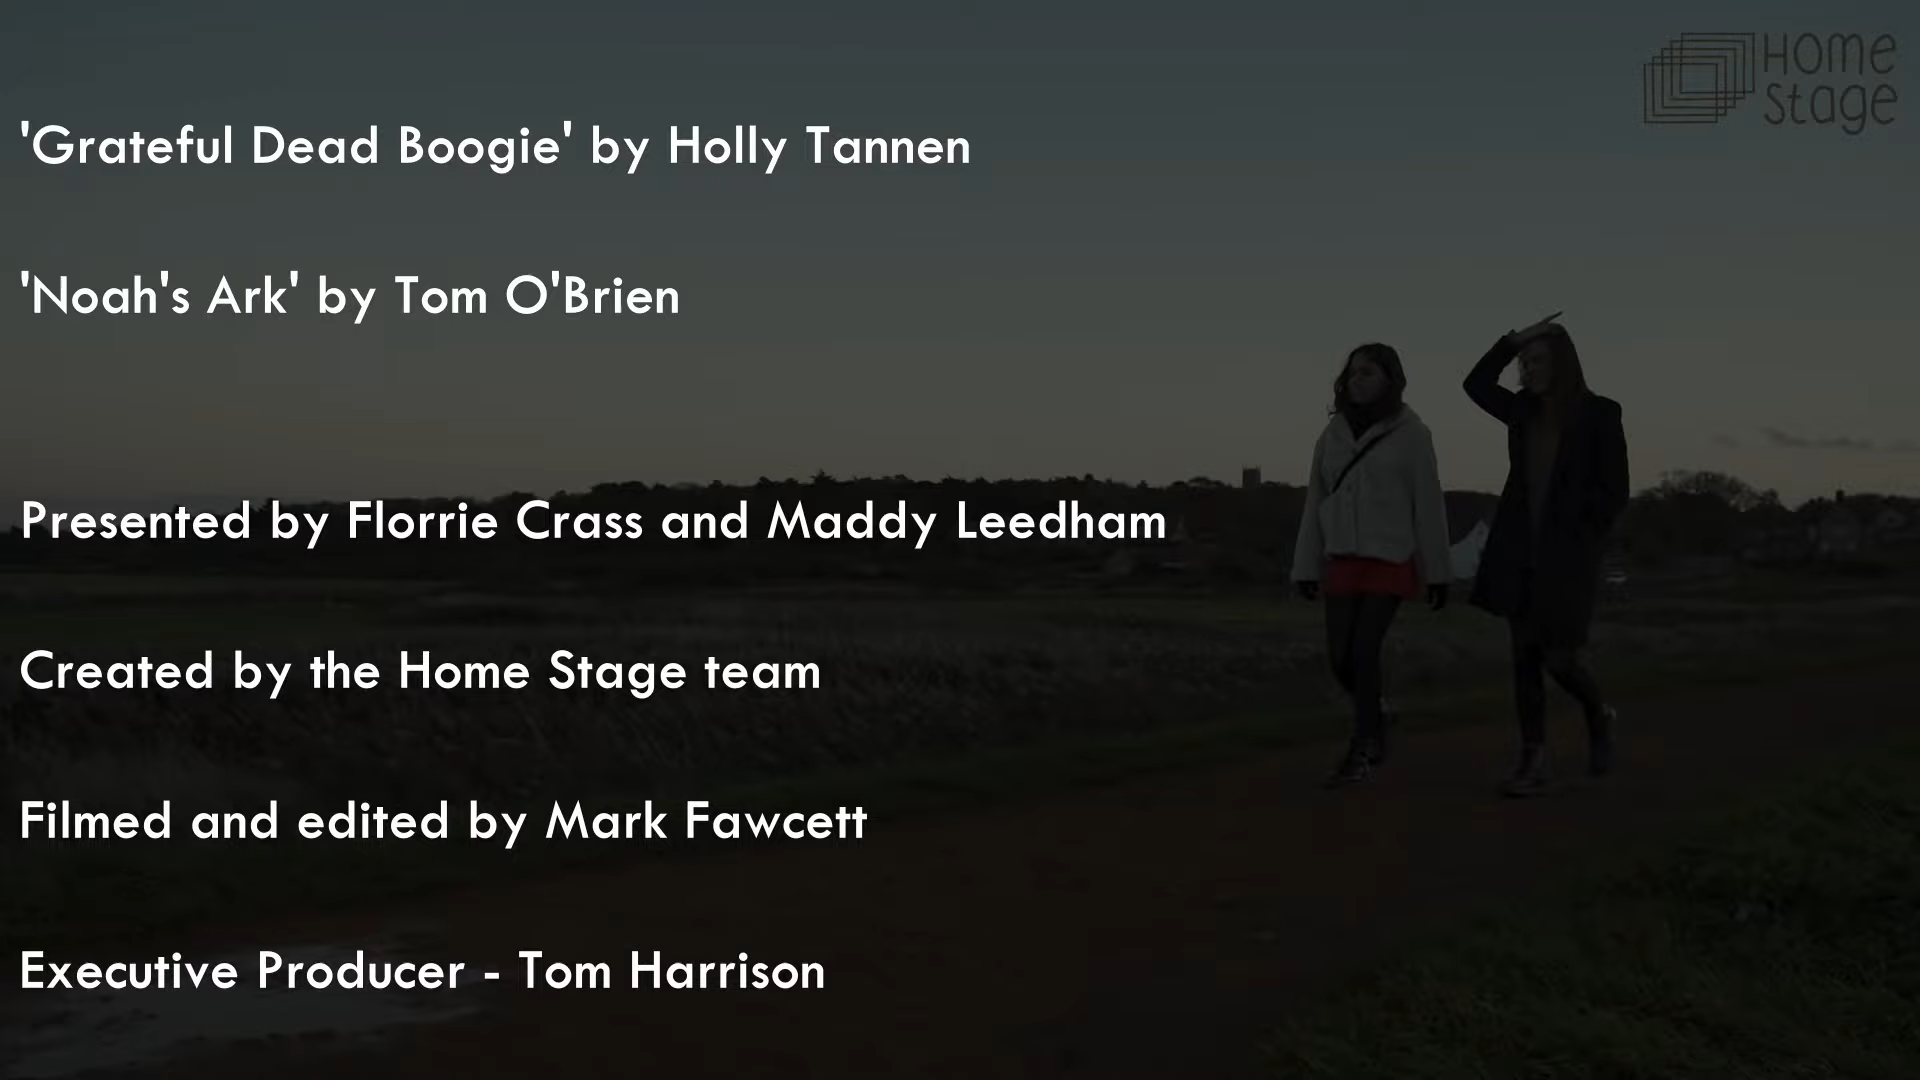 Home
Stage
'Grateful Dead Boogie' by Holly Tannen
'Noah's Ark' by Tom O'Brien
Presented by Florrie Crass and Maddy Leedham
Created by the Home Stage team
Filmed and edited by Mark Fawcett
Executive Producer - Tom Harrison